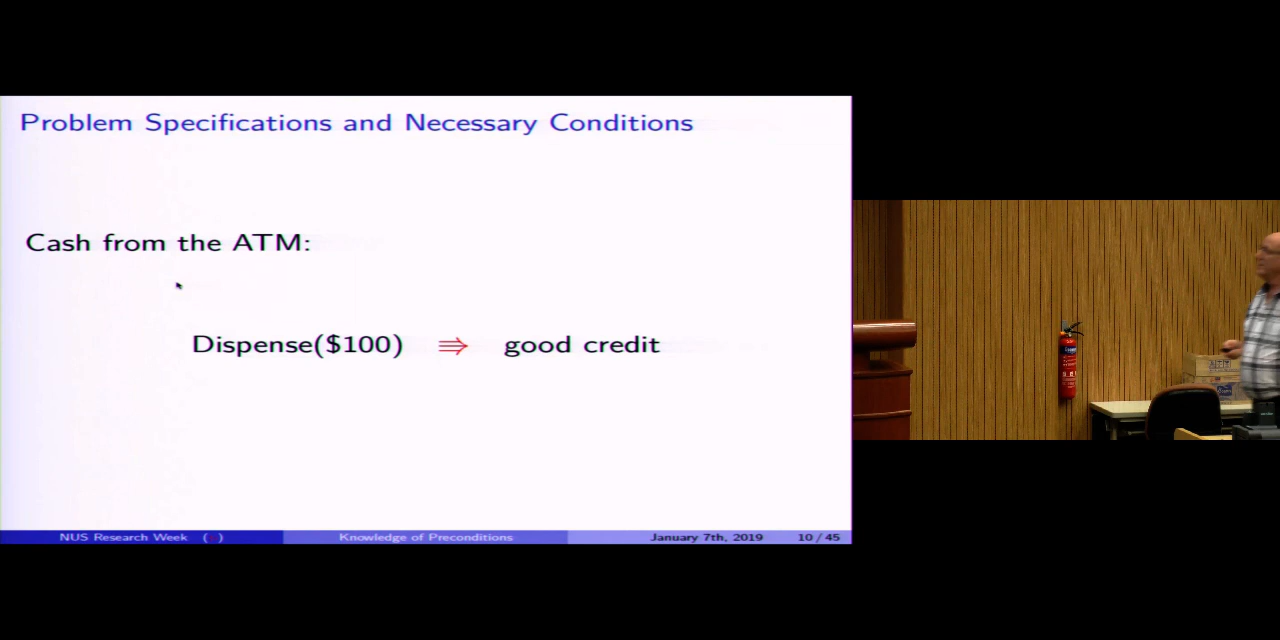 Problem Specifications and Necessary Conditions
Cash from the ATM:
Dispense($100) ⇒ good credit
NUS Research Week
Knowledge of Preconditions
January 7th, 2019
10 / 45